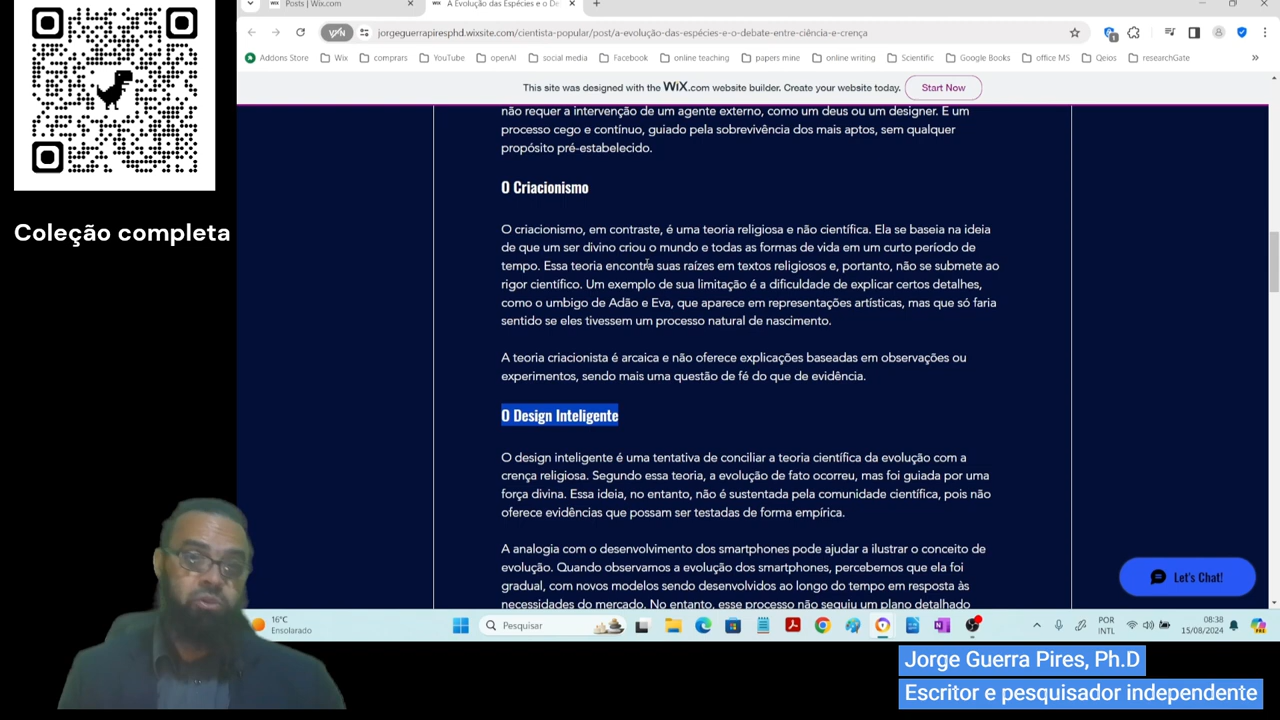 Posts | Wix.com
A Evolução das Espécies e o De
jorgeguerrapiresphd.wixsite.com/cientista-popular/post/a-evolução-das-espécies-e-o-debate-entre-ciência-e-crença
Addons Store
Wix
comprars
YouTube
openAI
social media
Facebook
online teaching
papers mine
online writing
Scientific
Google Books
office MS
Qeios
researchGate
This site was designed with the WiX.com website builder. Create your website today.
Start Now
não requer a intervenção de um agente externo, como um deus ou um designer. É um
processo cego e contínuo, guiado pela sobrevivência dos mais aptos, sem qualquer
propósito pré-estabelecido.
O Criacionismo
O criacionismo, em contraste, é uma teoria religiosa e não científica. Ela se baseia na ideia
de que um ser divino criou o mundo e todas as formas de vida em um curto período de
tempo. Essa teoria encontra suas raízes em textos religiosos e, portanto, não se submete ao
rigor científico. Um exemplo de sua limitação é a dificuldade de explicar certos detalhes,
como o umbigo de Adão e Eva, que aparece em representações artísticas, mas que só faria
sentido se eles tivessem um processo natural de nascimento.
A teoria criacionista é arcaica e não oferece explicações baseadas em observações ou
experimentos, sendo mais uma questão de fé do que de evidência.
O Design Inteligente
O design inteligente é uma tentativa de conciliar a teoria científica da evolução com a
crença religiosa. Segundo essa teoria, a evolução de fato ocorreu, mas foi guiada por uma
força divina. Essa ideia, no entanto, não é sustentada pela comunidade científica, pois não
oferece evidências que possam ser testadas de forma empírica.
A analogia com o desenvolvimento dos smartphones pode ajudar a ilustrar o conceito de
evolução. Quando observamos a evolução dos smartphones, percebemos que ela foi
gradual, com novos modelos sendo desenvolvidos ao longo do tempo em resposta às
necessidades do mercado. No entanto, esse processo não seguiu um plano detalhado
Let's Chat!
Coleção completa
16°C
Ensolarado
Pesquisar
POR
INTL
08:38
15/08/2024
Jorge Guerra Pires, Ph.D
Escritor e pesquisador independente